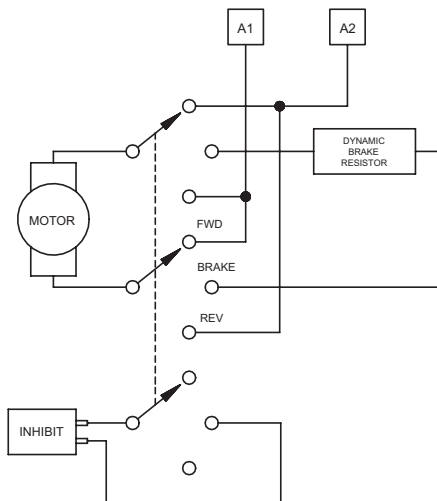 A1
A2
DYNAMIC
BRAKE
RESISTOR
MOTOR
FWD
BRAKE
REV
INHIBIT